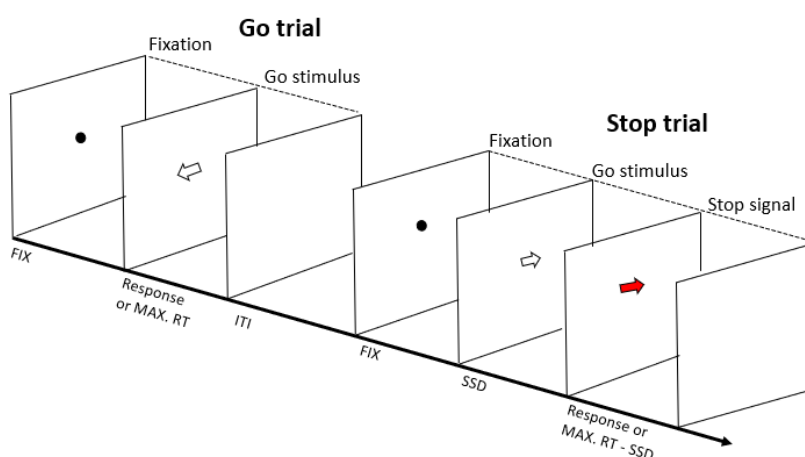 Go trial
Fixation
Go stimulus
Stop trial
Fixation
Go stimulus
Stop signal
FIX
Response
or MAX. RT
ITI
FIX
SSD
Response or
MAX. RT - SSD